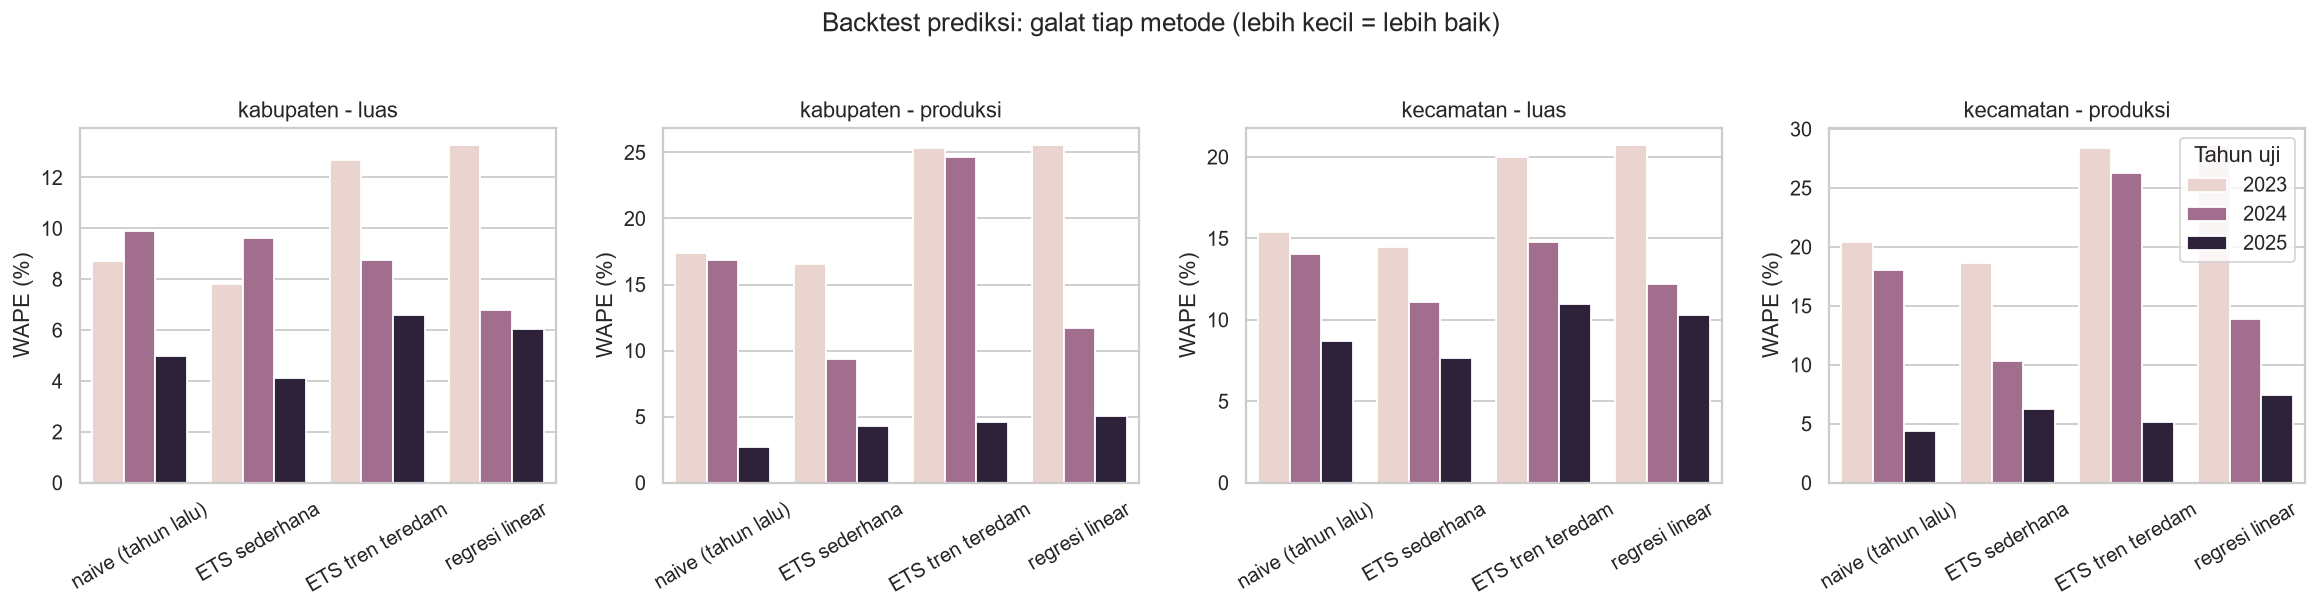 Backtest prediksi: galat tiap metode (lebih kecil = lebih baik)
kabupaten - luas
WAPE (%)
12
10
8
6
4
2
0
naive (tahun lalu)
ETS sederhana
ETS tren teredam
regresi linear
kabupaten - produksi
WAPE (%)
25
20
15
10
5
0
naive (tahun lalu)
ETS sederhana
ETS tren teredam
regresi linear
kecamatan - luas
WAPE (%)
20
15
10
5
0
naive (tahun lalu)
ETS sederhana
ETS tren teredam
regresi linear
kecamatan - produksi
WAPE (%)
30
25
20
15
10
5
0
Tahun uji
2023
2024
2025
naive (tahun lalu)
ETS sederhana
ETS tren teredam
regresi linear